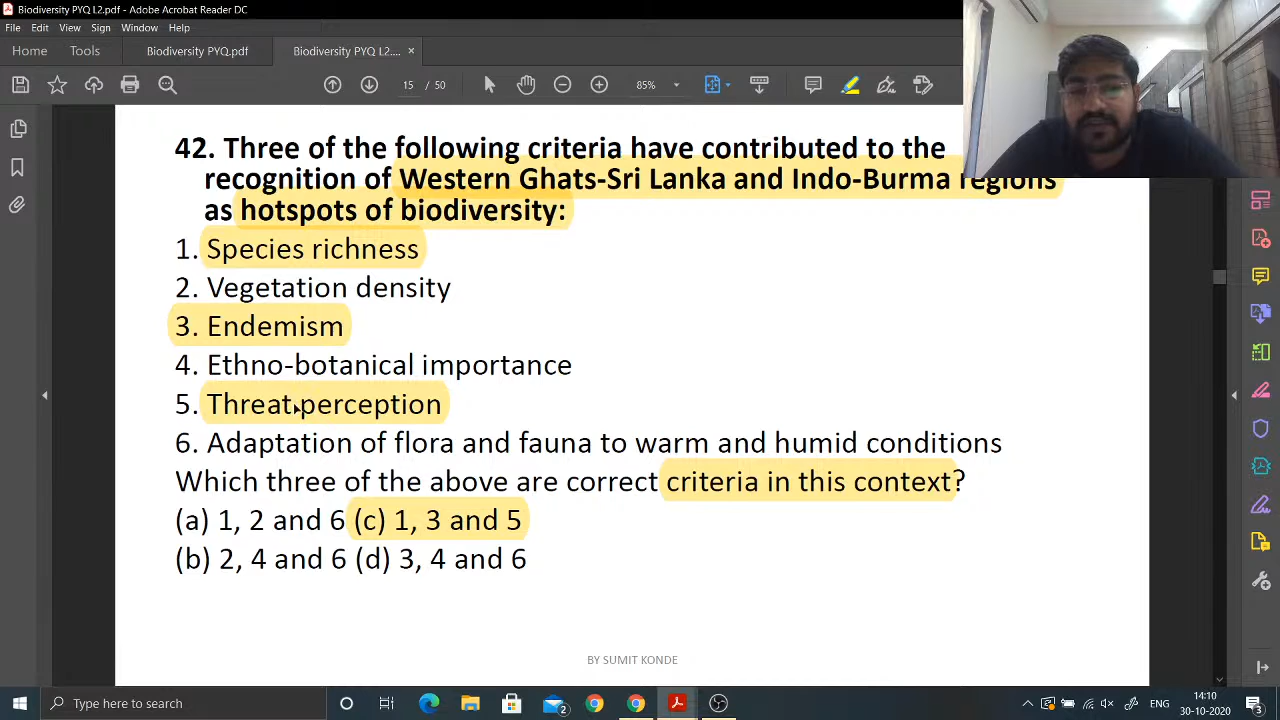 Biodiversity PYQ L2.pdf - Adobe Acrobat Reader DC
File Edit View Sign Window Help
Home Tools Biodiversity PYQ.pdf Biodiversity PYQ L2.... ×
15 / 50 85%
42. Three of the following criteria have contributed to the
recognition of Western Ghats-Sri Lanka and Indo-Burma regions
as hotspots of biodiversity:
1. Species richness
2. Vegetation density
3. Endemism
4. Ethno-botanical importance
5. Threat perception
6. Adaptation of flora and fauna to warm and humid conditions
Which three of the above are correct criteria in this context?
(a) 1, 2 and 6 (c) 1, 3 and 5
(b) 2, 4 and 6 (d) 3, 4 and 6
BY SUMIT KONDE
Type here to search
2
ENG
14:10
30-10-2020
3